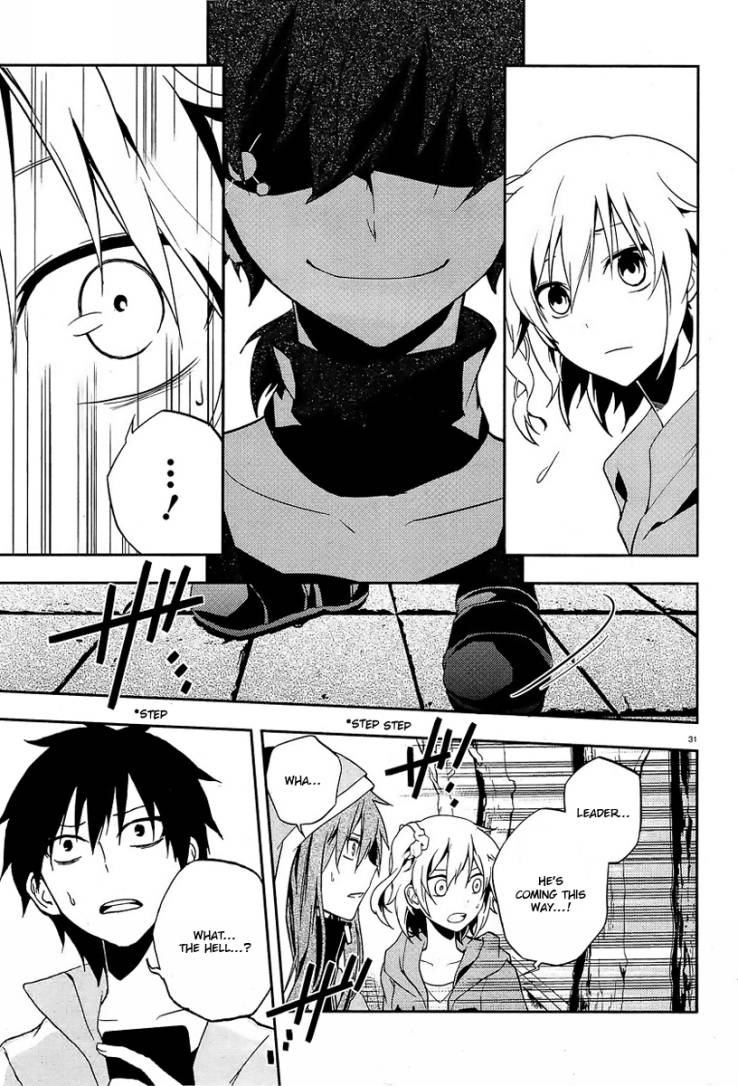 ...!
*STEP STEP
*STEP
31
LEADER...
HE'S
COMING THIS
WAY...!
WHA...
WHAT...
THE HELL...?